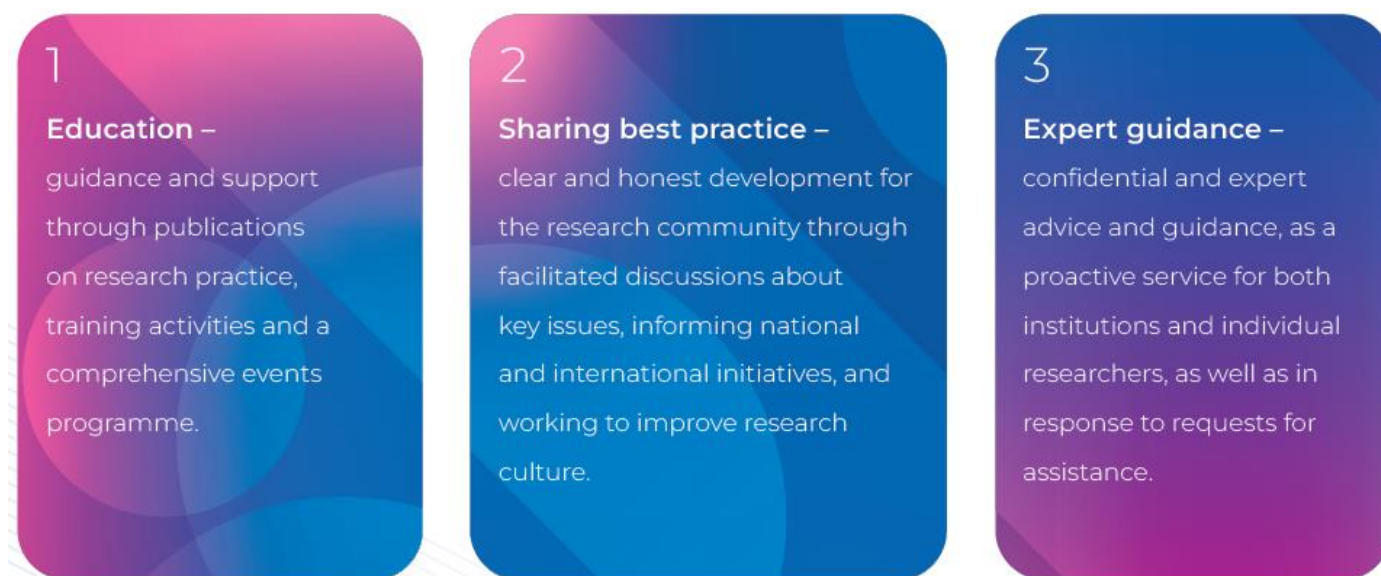 1
Education –
guidance and support
through publications
on research practice,
training activities and a
comprehensive events
programme.
2
Sharing best practice –
clear and honest development for
the research community through
facilitated discussions about
key issues, informing national
and international initiatives, and
working to improve research
culture.
3
Expert guidance –
confidential and expert
advice and guidance, as a
proactive service for both
institutions and individual
researchers, as well as in
response to requests for
assistance.